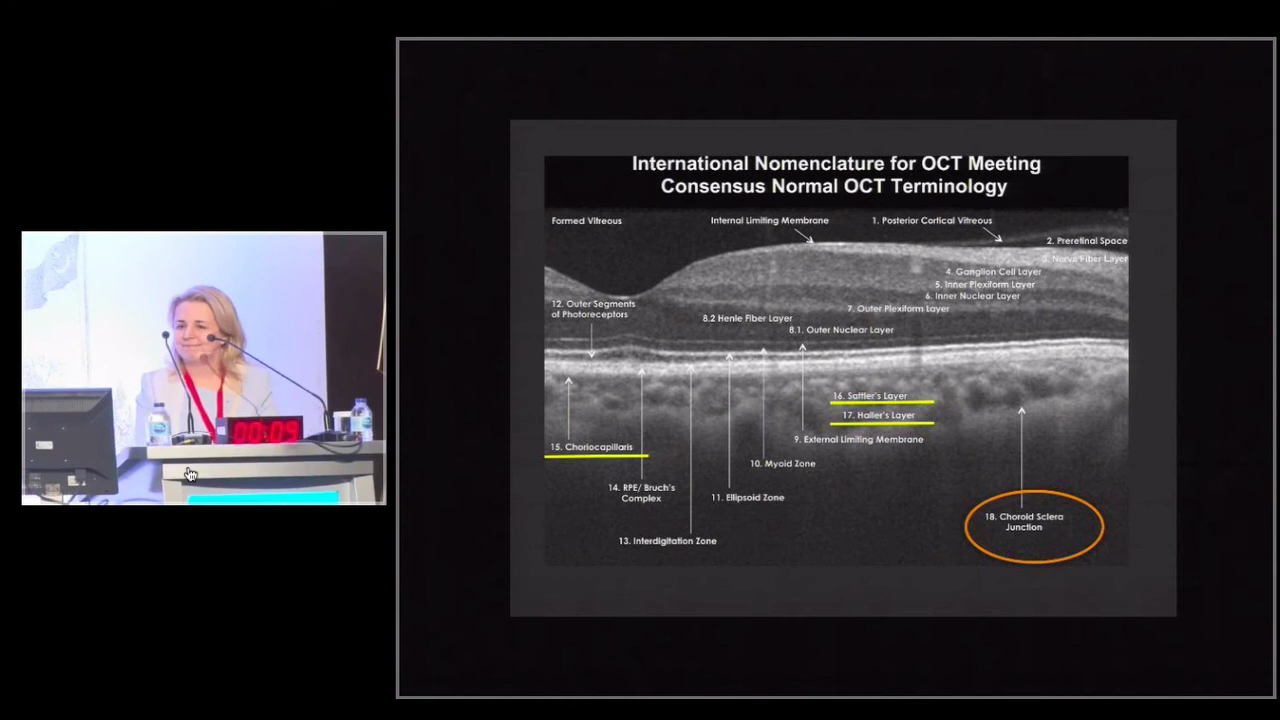 International Nomenclature for OCT Meeting
Consensus Normal OCT Terminology
Formed Vitreous
Internal Limiting Membrane
1. Posterior Cortical Vitreous
2. Preretinal Space
3. Nerve Fiber Layer
4. Ganglion Cell Layer
5. Inner Plexiform Layer
6. Inner Nuclear Layer
12. Outer Segments
of Photoreceptors
7. Outer Plexiform Layer
8.2 Henle Fiber Layer
8.1. Outer Nuclear Layer
16. Sattler's Layer
17. Haller's Layer
9. External Limiting Membrane
15. Choriocapillaris
10. Myoid Zone
14. RPE/ Bruch's
Complex
11. Ellipsoid Zone
18. Choroid Sclera
Junction
13. Interdigitation Zone
00:09